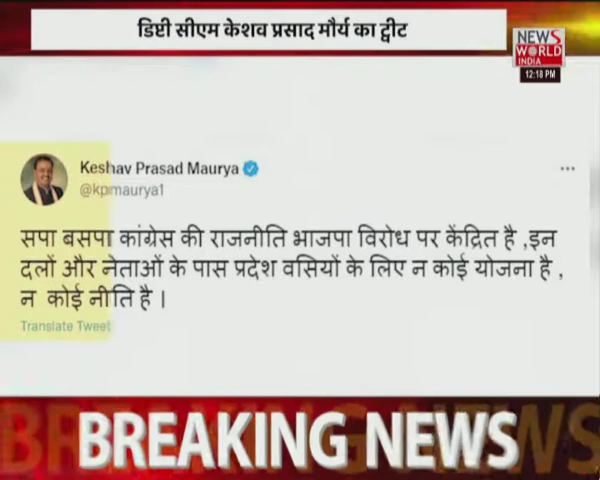 डिप्टी सीएम केशव प्रसाद मौर्य का ट्वीट
NEWS
WORLD
INDIA
12:18 PM
Keshav Prasad Maurya
@kpmaurya1
सपा बसपा कांग्रेस की राजनीति भाजपा विरोध पर केंद्रित है ,इन
दलों और नेताओं के पास प्रदेश वसियों के लिए न कोई योजना है ,
न कोई नीति है ।
Translate Tweet
BREAKING NEWS